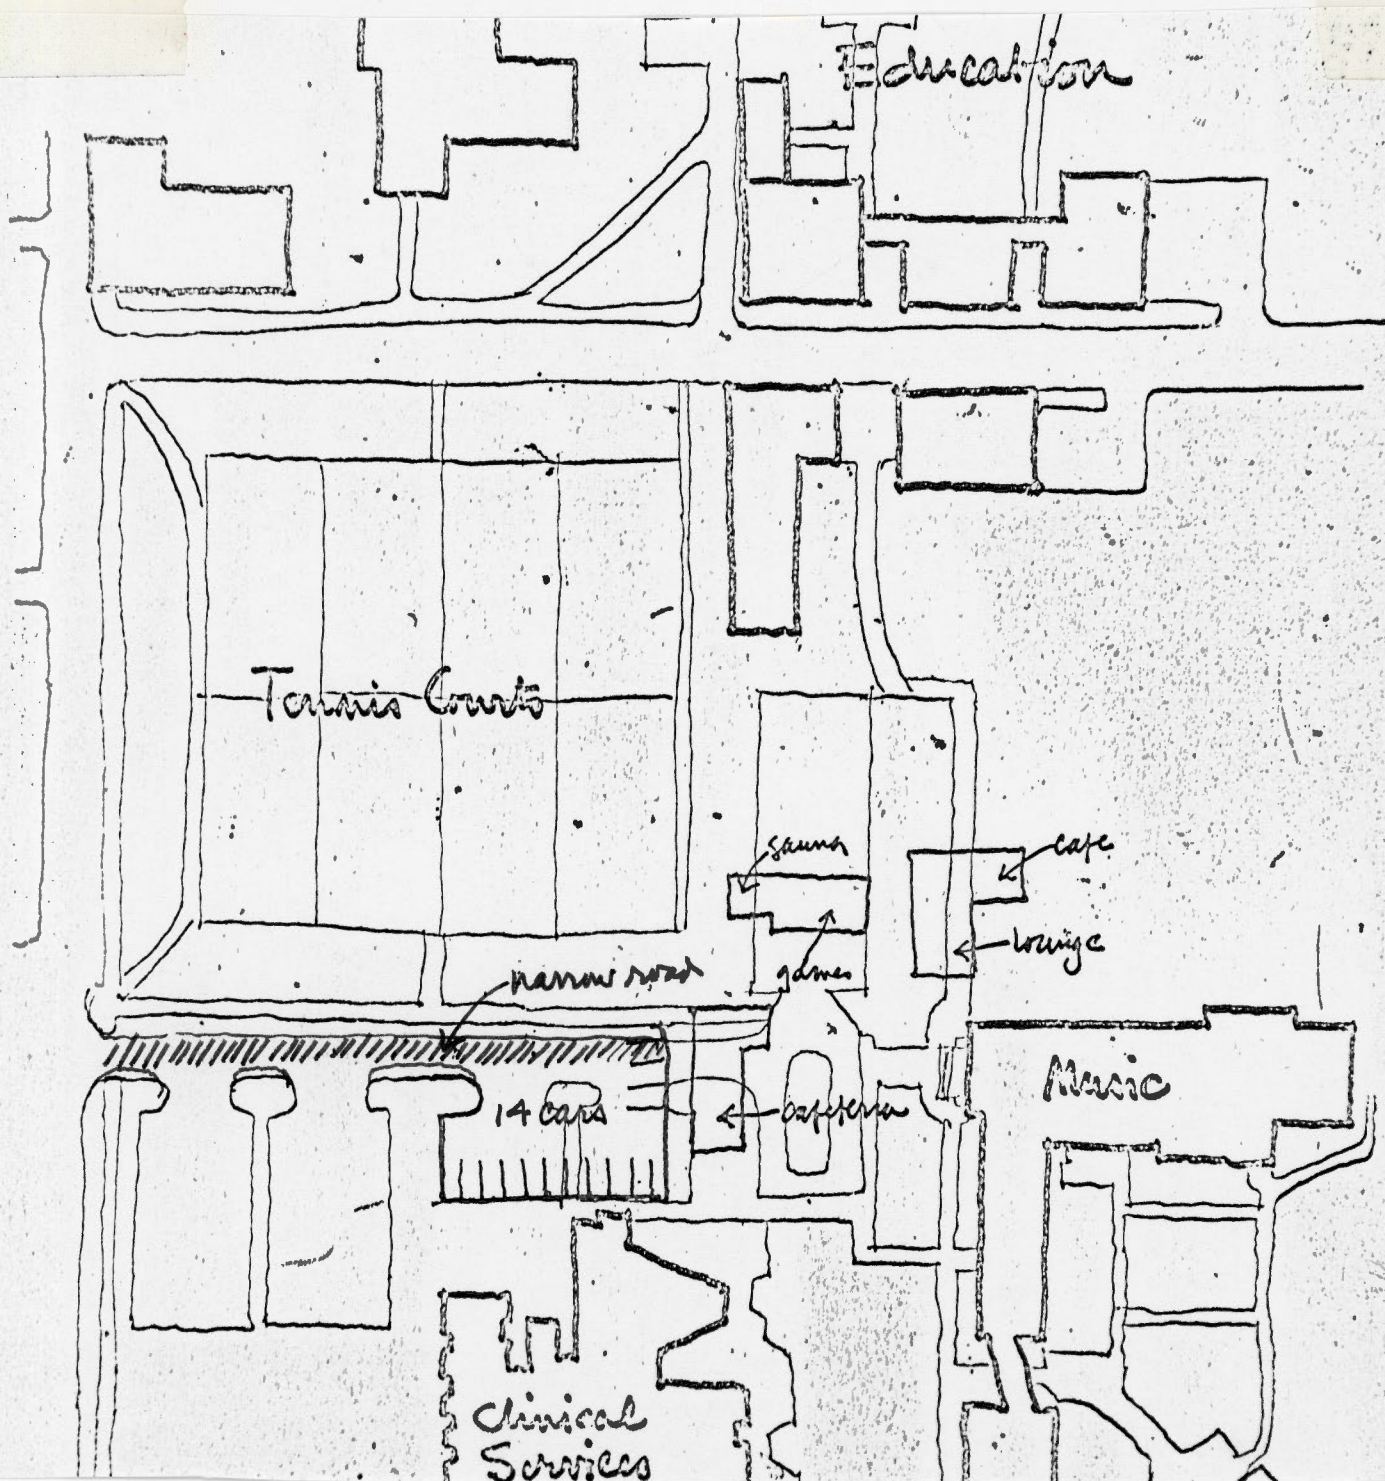 Education
Tennis Courts
sauna
cafe
lounge
games
narrow road
Music
14 cars
cafeteria
Clinical
Services